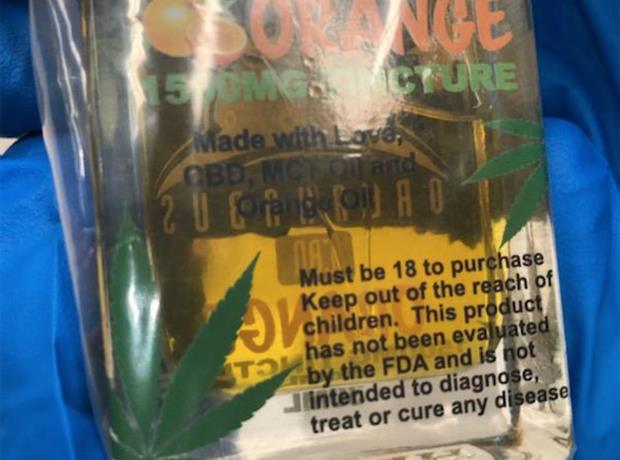 ORANGE
1500MG TINCTURE
Made with Love,
CBD, MCT Oil and
Orange Oil
Must be 18 to purchase
Keep out of the reach of
children. This product
has not been evaluated
by the FDA and is not
intended to diagnose,
treat or cure any disease